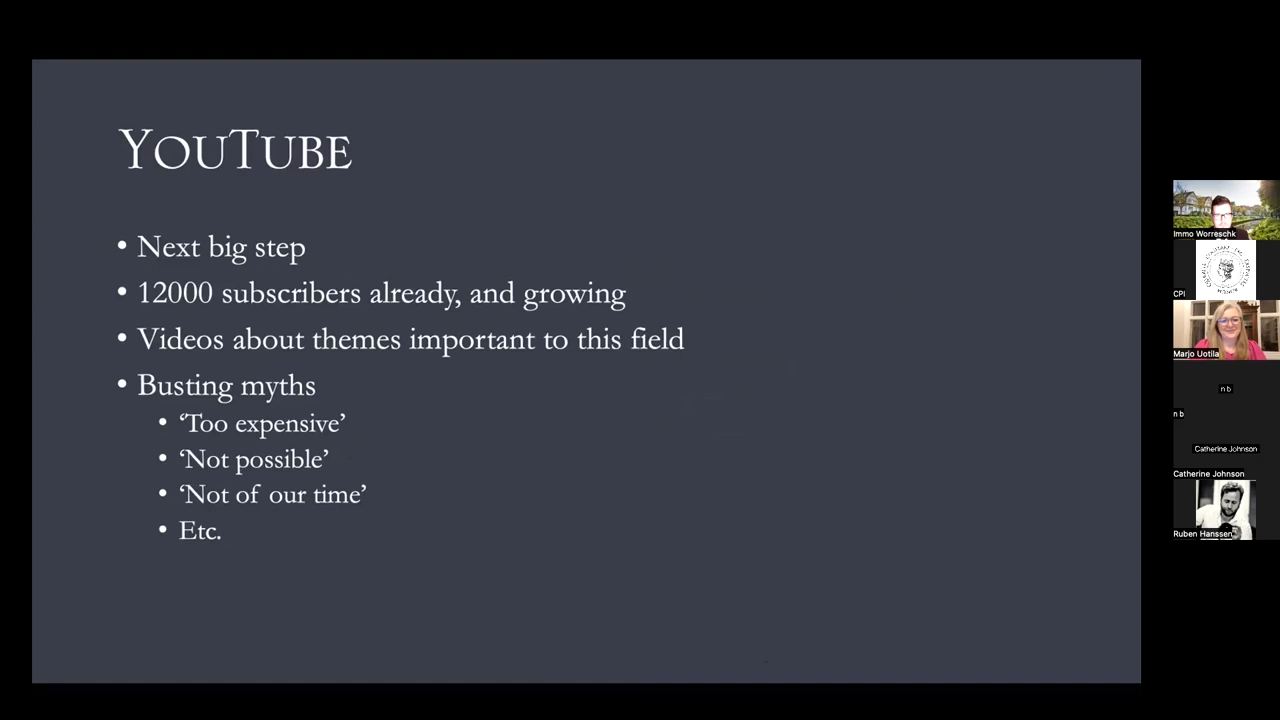 YouTube
• Next big step
• 12000 subscribers already, and growing
• Videos about themes important to this field
• Busting myths
• ‘Too expensive’
• ‘Not possible’
• ‘Not of our time’
• Etc.
Immo Worreschk
CPI
Marjo Uotila
n b
n b
Catherine Johnson
Catherine Johnson
Ruben Hanssen